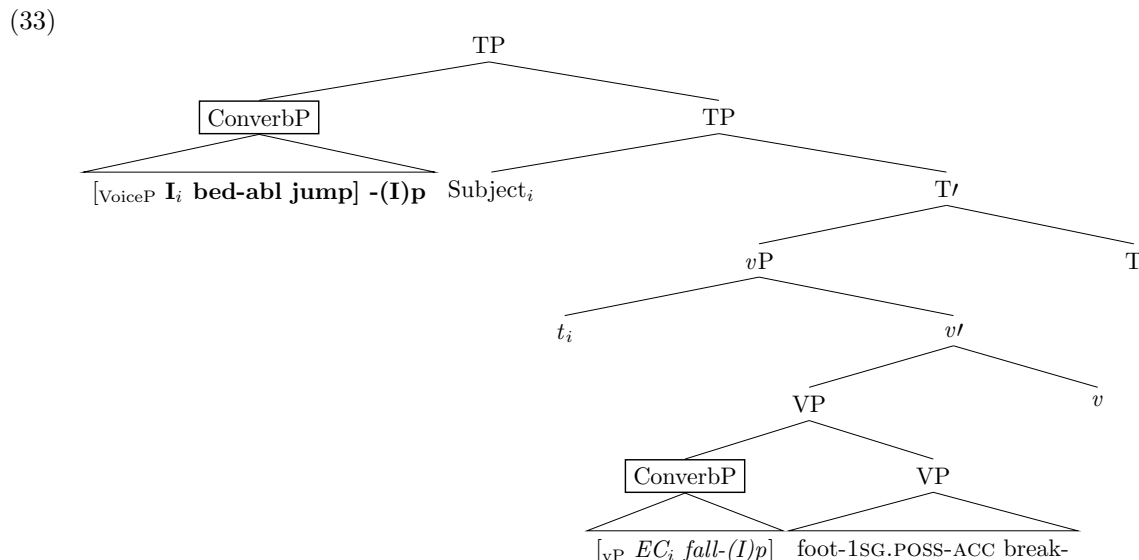 (33)
TP
ConverbP TP
[VoiceP Ii bed-abl jump] -(I)p Subjecti T′
vP T
ti v′
VP v
ConverbP VP
[vP ECi fall-(I)p] foot-1SG.POSS-ACC break-